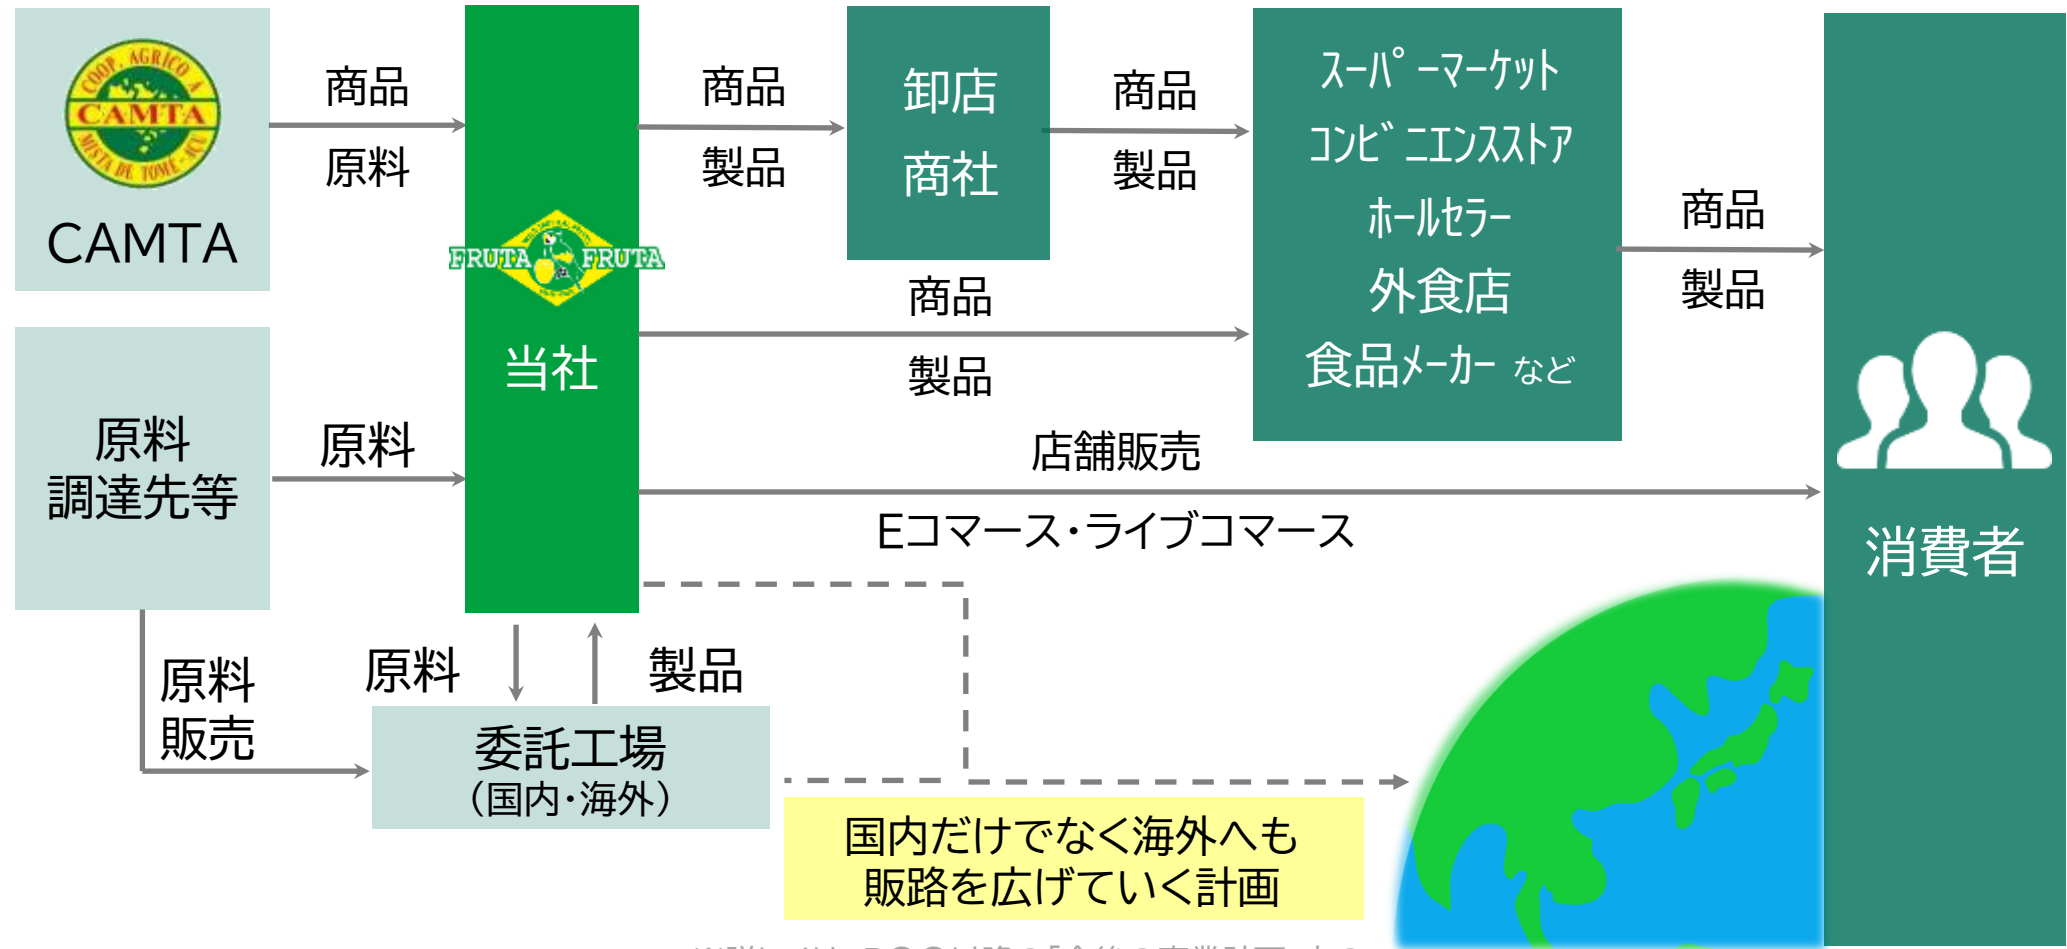 COOP. AGRICO A
CAMTA
MISTA DE TOMÉ-AÇU
CAMTA
商品
原料
FRUTA FRUTA
当社
商品
製品
卸店
商社
商品
製品
ｽｰﾊﾟｰﾏｰｹｯﾄ
ｺﾝﾋﾞﾆｴﾝｽｽﾄｱ
ﾎｰﾙｾﾗｰ
外食店
食品ﾒｰｶｰ など
商品
製品
商品
製品
原料
調達先等
原料
店舗販売
Eコマース・ライブコマース
消費者
原料
販売
原料
製品
委託工場
（国内・海外）
国内だけでなく海外へも
販路を広げていく計画